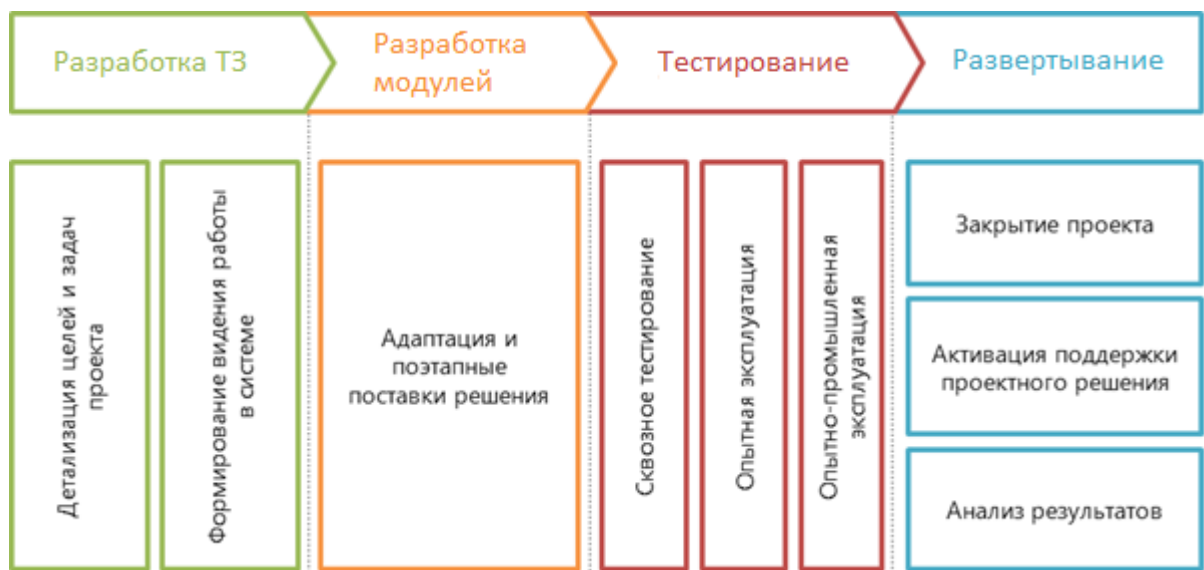 Разработка ТЗ
Разработка
модулей
Тестирование
Развертывание
Детализация целей и задач
проекта
Формирование видения работы
в системе
Адаптация и
поэтапные
поставки решения
Сквозное тестирование
Опытная эксплуатация
Опытно-промышленная
эксплуатация
Закрытие проекта
Активация поддержки
проектного решения
Анализ результатов